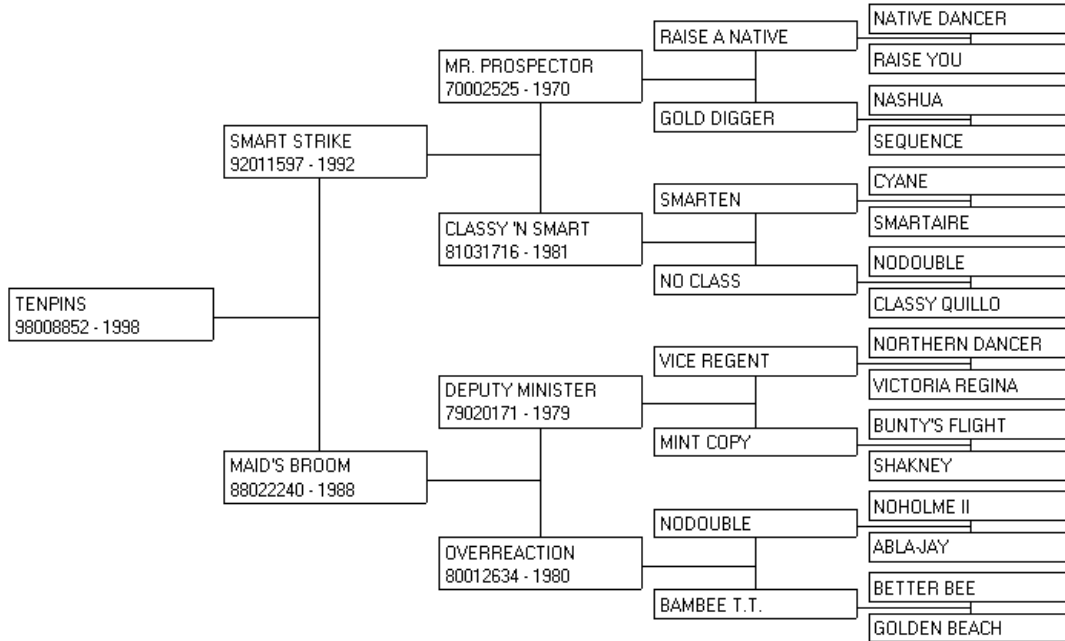 NATIVE DANCER
RAISE A NATIVE
RAISE YOU
MR. PROSPECTOR
70002525 - 1970
NASHUA
GOLD DIGGER
SEQUENCE
SMART STRIKE
92011597 - 1992
CYANE
SMARTEN
SMARTAIRE
CLASSY 'N SMART
81031716 - 1981
NODOUBLE
NO CLASS
CLASSY QUILLO
TENPINS
98008852 - 1998
NORTHERN DANCER
VICE REGENT
VICTORIA REGINA
DEPUTY MINISTER
79020171 - 1979
BUNTY'S FLIGHT
MINT COPY
SHAKNEY
MAID'S BROOM
88022240 - 1988
NOHOLME II
NODOUBLE
ABLA-JAY
OVERREACTION
80012634 - 1980
BETTER BEE
BAMBEE T.T.
GOLDEN BEACH